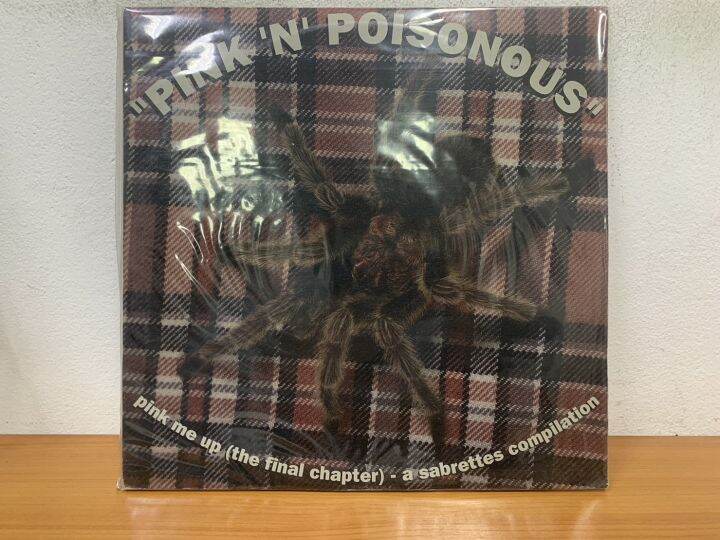 "PINK 'N' POISONOUS"
pink me up (the final chapter) - a sabrettes compilation